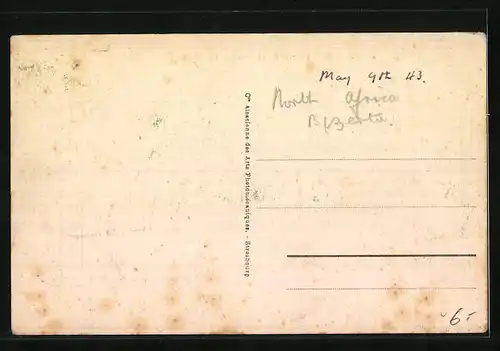 May 9th 43.
North Africa
Bizerta.
Cie Alsacienne des Arts Photomécaniques. - Strasbourg
6.-